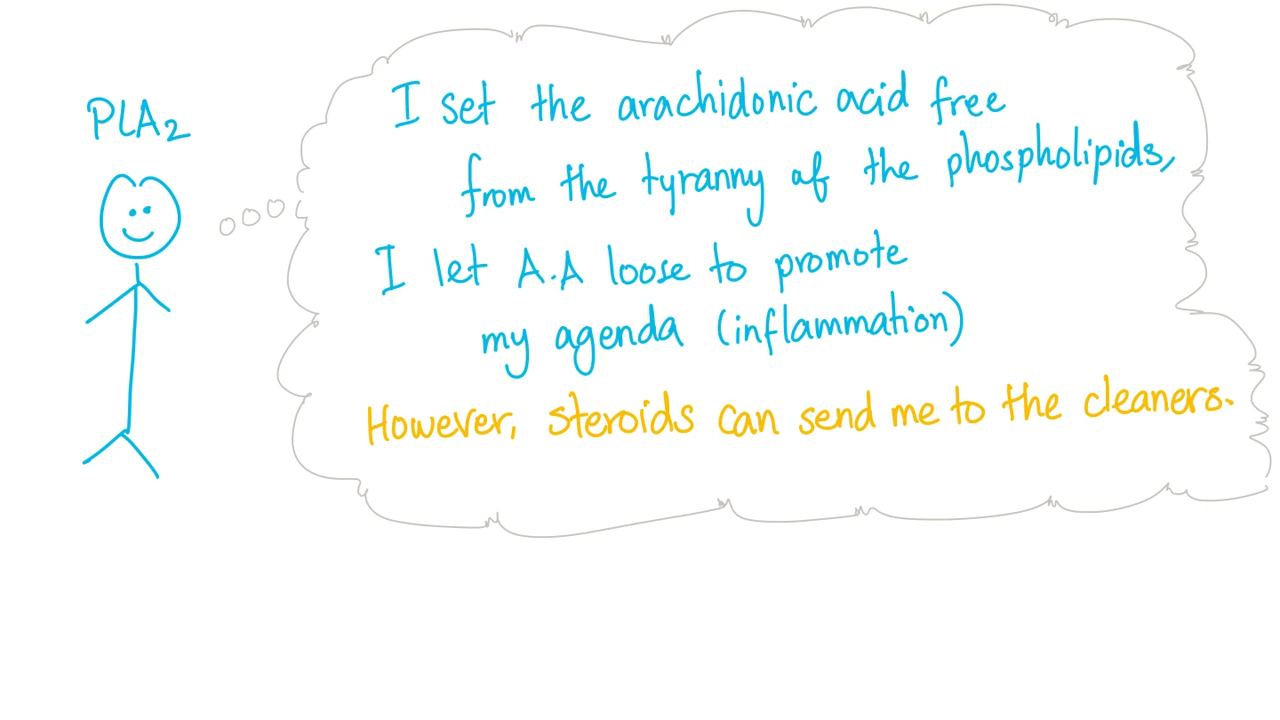 PLA2
I set the arachidonic acid free
from the tyranny of the phospholipids,
I let A.A loose to promote
my agenda (inflammation)
However, steroids can send me to the cleaners.